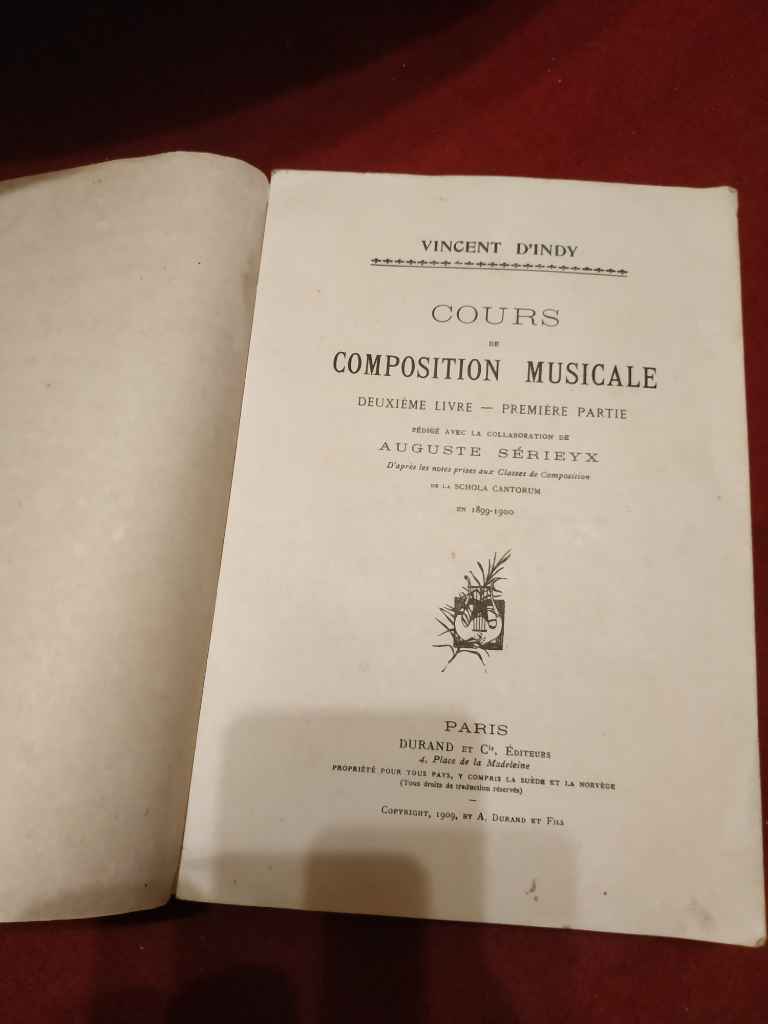 VINCENT D'INDY
COURS
DE
COMPOSITION MUSICALE
DEUXIÈME LIVRE — PREMIÈRE PARTIE
RÉDIGÉ AVEC LA COLLABORATION DE
AUGUSTE SÉRIEYX
D'après les notes prises aux Classes de Composition
DE LA SCHOLA CANTORUM
EN 1899-1900
PARIS
DURAND ET Cie, ÉDITEURS
4, Place de la Madeleine
PROPRIÉTÉ POUR TOUS PAYS, Y COMPRIS LA SUÈDE ET LA NORVÈGE
(Tous droits de traduction réservés)
COPYRIGHT, 1909, BY A. DURAND ET FILS